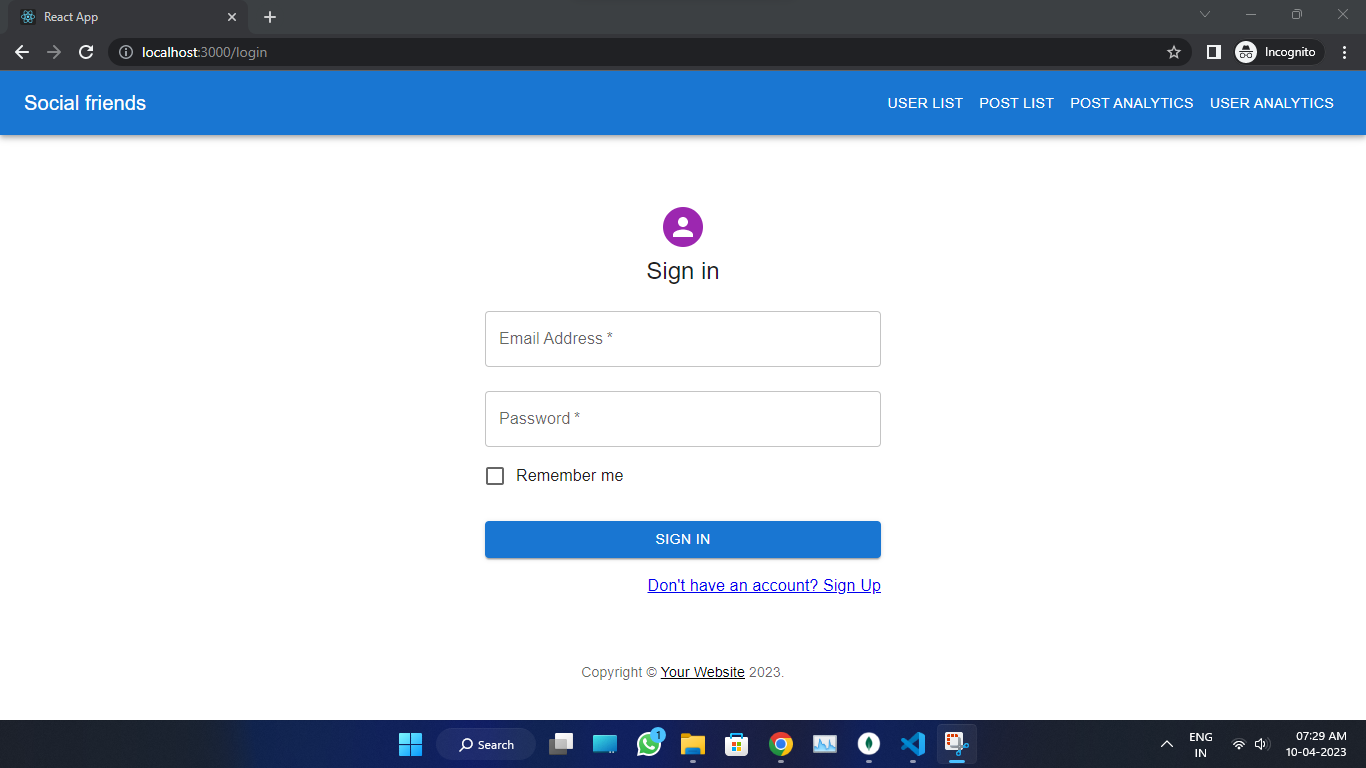 React App
localhost:3000/login
Incognito
Social friends
USER LIST POST LIST POST ANALYTICS USER ANALYTICS
Sign in
Email Address *
Password *
Remember me
SIGN IN
Don't have an account? Sign Up
Copyright © Your Website 2023.
Search
1
ENG
IN
07:29 AM
10-04-2023